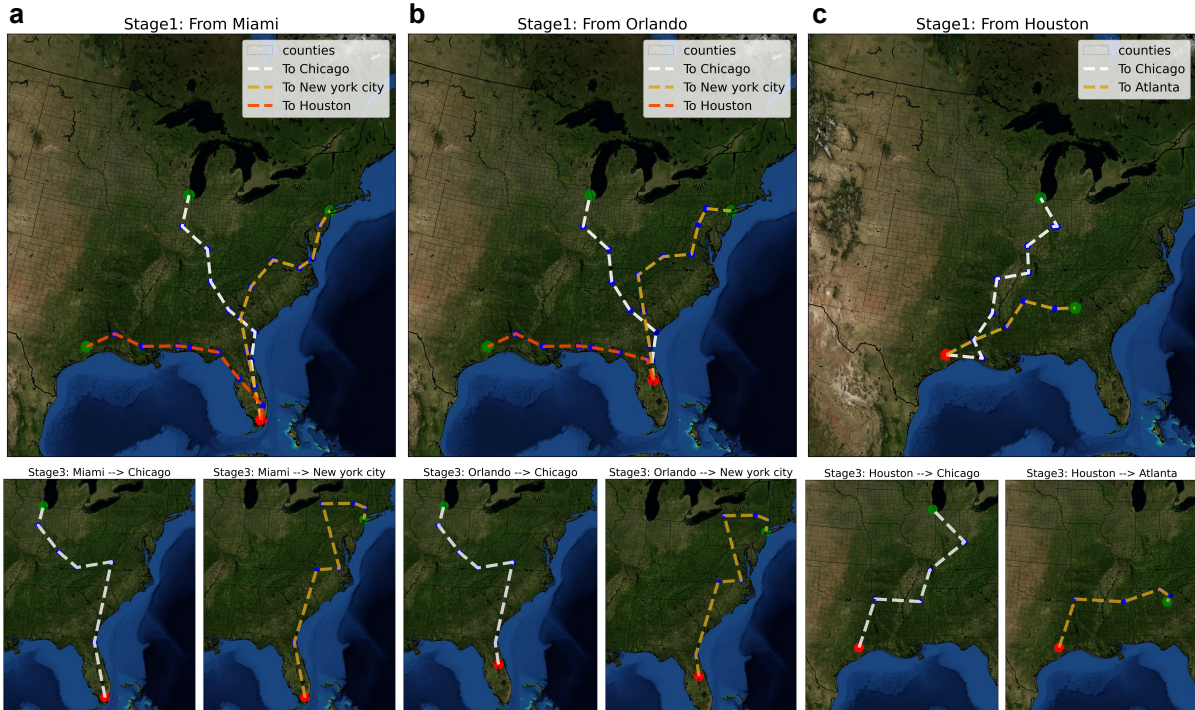 a
Stage1: From Miami
counties
To Chicago
To New york city
To Houston
b
Stage1: From Orlando
counties
To Chicago
To New york city
To Houston
c
Stage1: From Houston
counties
To Chicago
To Atlanta
Stage3: Miami --> Chicago
Stage3: Miami --> New york city
Stage3: Orlando --> Chicago
Stage3: Orlando --> New york city
Stage3: Houston --> Chicago
Stage3: Houston --> Atlanta